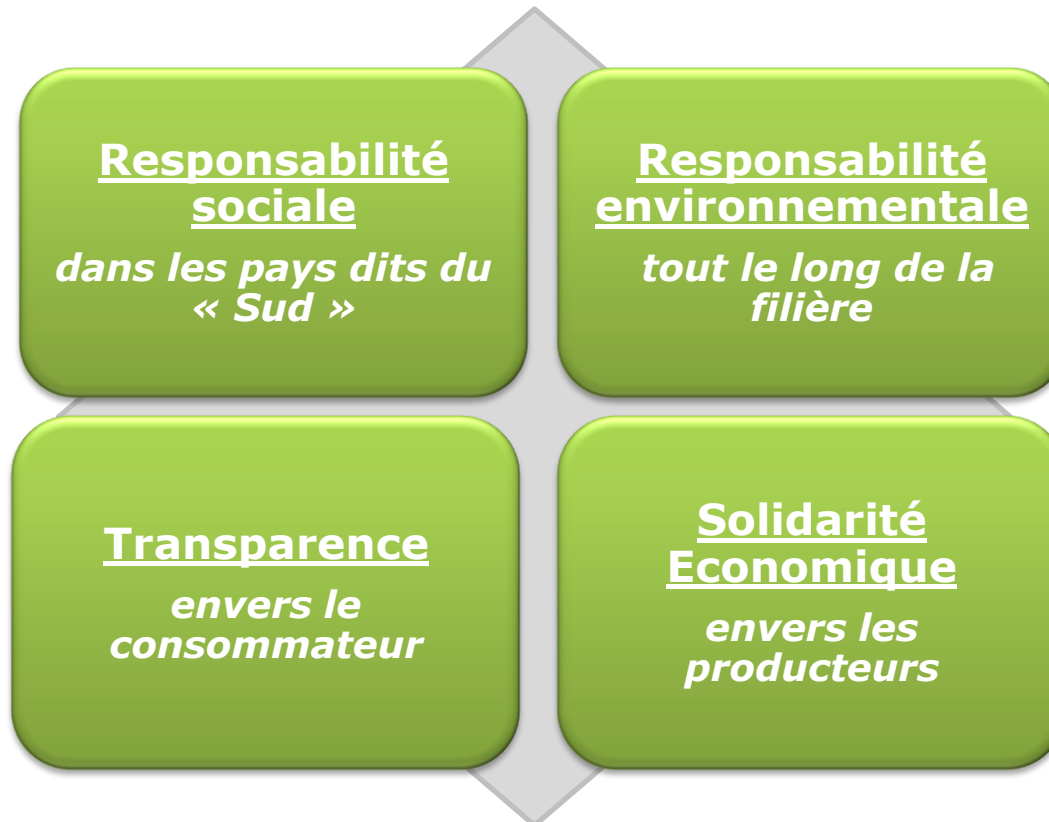 Responsabilité
sociale
dans les pays dits du
« Sud »
Responsabilité
environnementale
tout le long de la
filière
Transparence
envers le
consommateur
Solidarité
Economique
envers les
producteurs